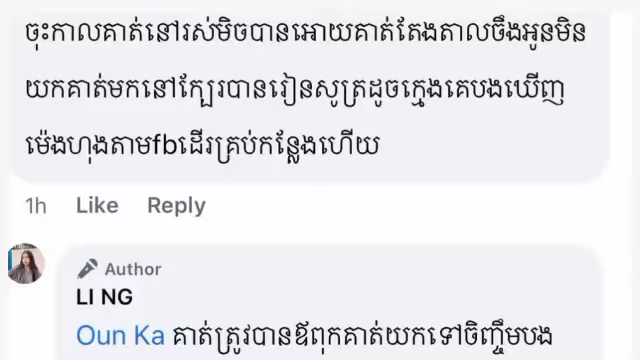 ចុះកាលគាត់នៅរស់មិចបានអោយគាត់តែងតាលចឹងអូនមិន
យកគាត់មកនៅក្បែរបានរៀនសូត្រដូចក្មេងគេបងឃើញ
ម៉េងហុងតាមfbដើរគ្រប់កន្លែងហើយ
1h Like Reply
Author
LI NG
Oun Ka គាត់ត្រូវបានឪពុកគាត់យកទៅចិញ្ចឹមបង